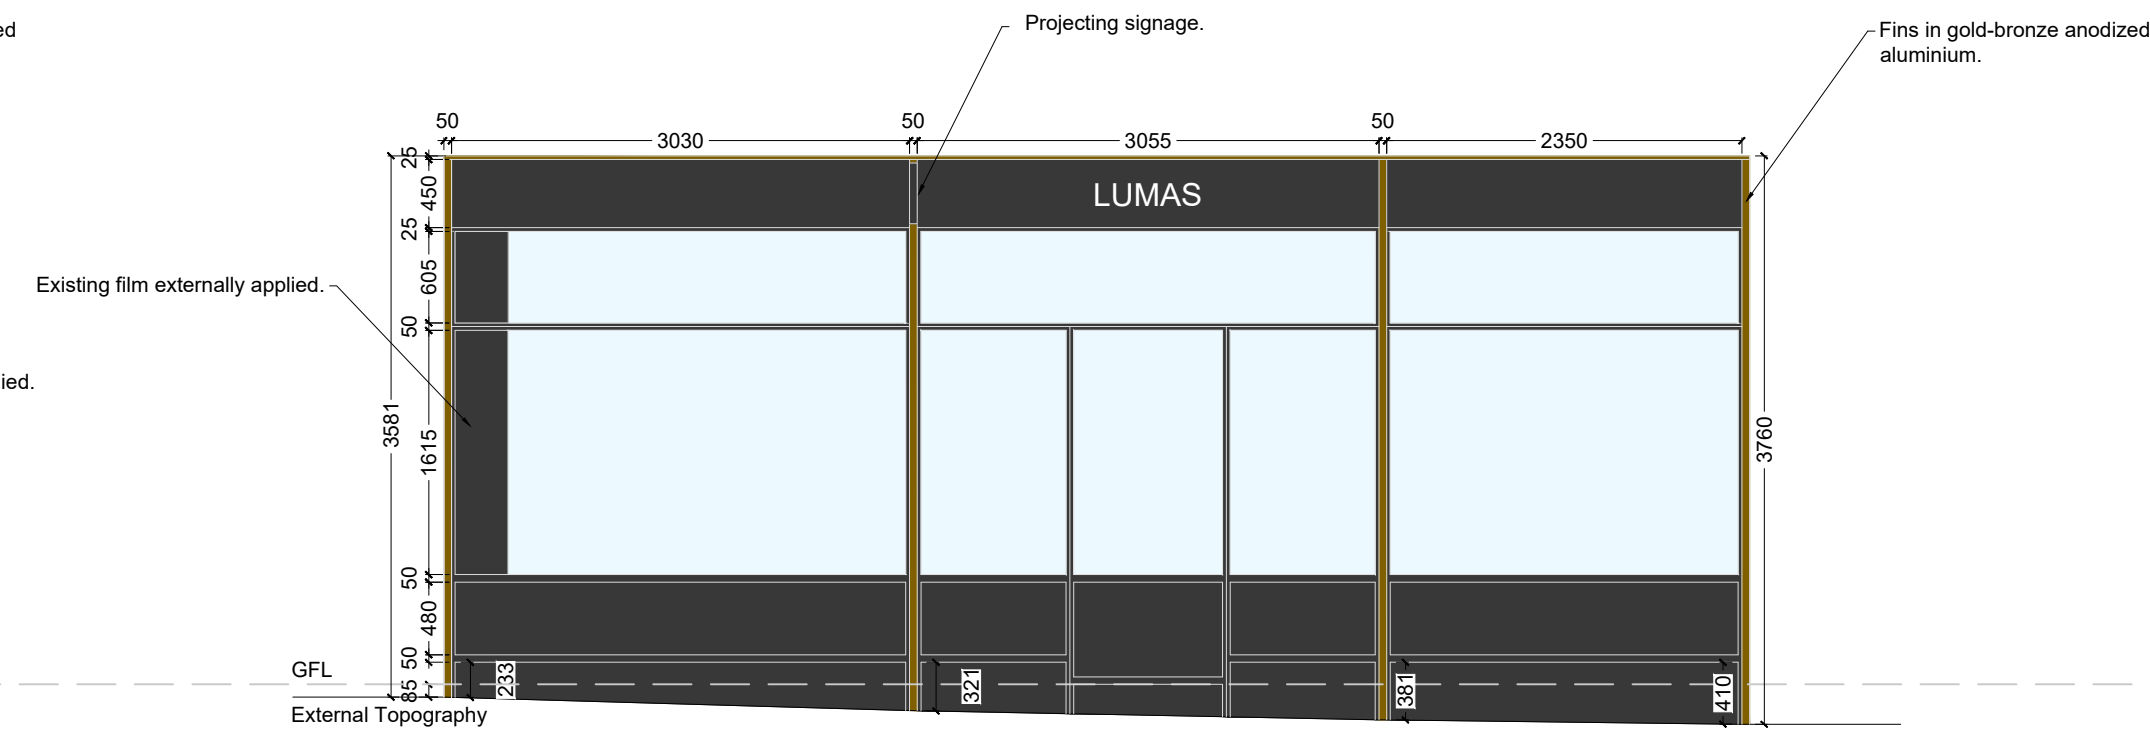 ed
Projecting signage.
Fins in gold-bronze anodized
aluminium.
50
50
50
3030
3055
2350
25
450
LUMAS
25
605
Existing film externally applied.
50
ied.
3581
1615
3760
50
480
50
GFL
233
321
381
410
85
External Topography